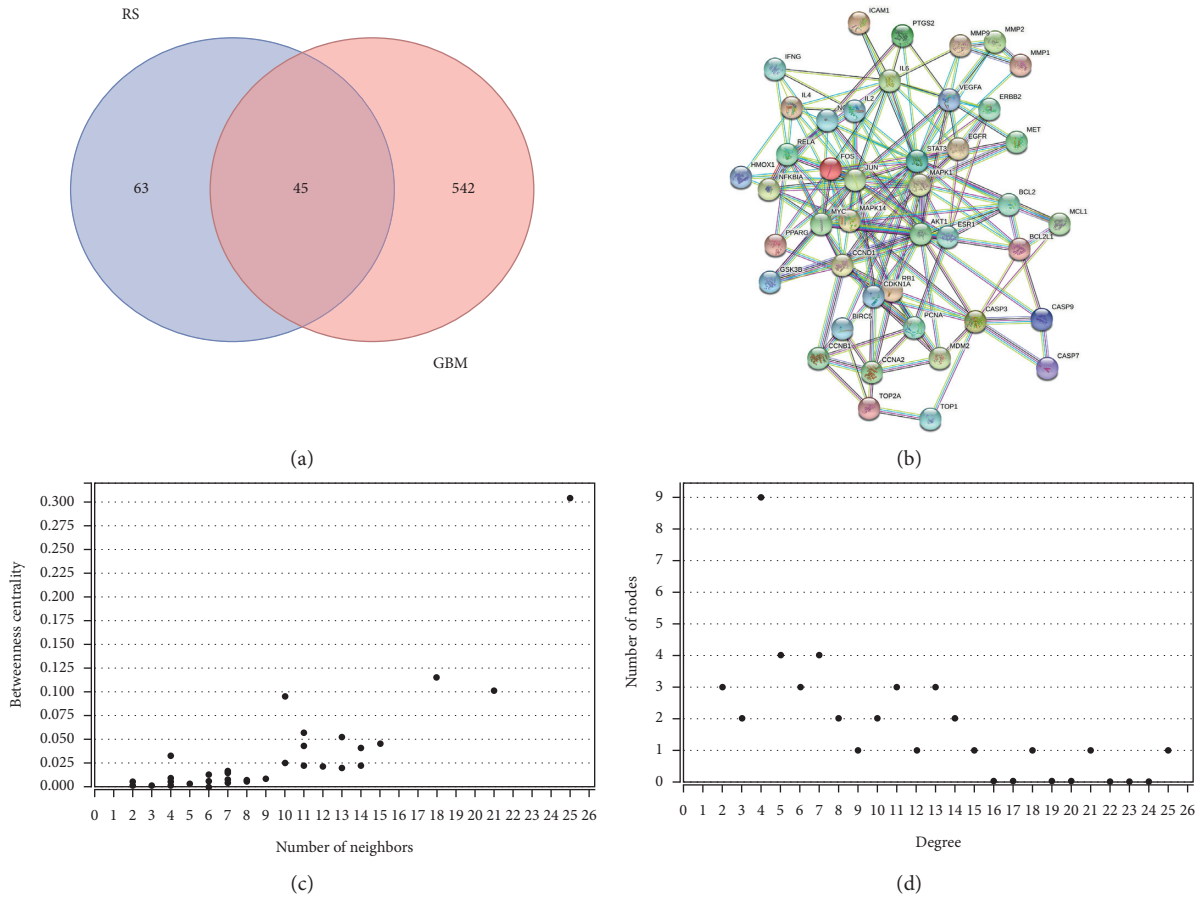 RS
63
45
542
GBM
(a)
ICAM1
PTGS2
MMP9
MMP2
MMP1
IFNG
IL6
VEGFA
IL4
IL2
ERBB2
EGFR
MET
RELA
STAT3
FOS
HMOX1
NFKBIA
JUN
MAPK1
BCL2
MCL1
MYC
MAPK14
AKT1
ESR1
BCL2L1
PPARG
CCND1
GSK3B
RB1
CDKN1A
BIRC5
PCNA
CASP3
CASP9
CCNB1
CCNA2
MDM2
CASP7
TOP2A
TOP1
(b)
Betweenness centrality
0.300
0.275
0.250
0.225
0.200
0.175
0.150
0.125
0.100
0.075
0.050
0.025
0.000
0 1 2 3 4 5 6 7 8 9 10 11 12 13 14 15 16 17 18 19 20 21 22 23 24 25 26
Number of neighbors
(c)
Number of nodes
9
8
7
6
5
4
3
2
1
0
0 1 2 3 4 5 6 7 8 9 10 11 12 13 14 15 16 17 18 19 20 21 22 23 24 25 26
Degree
(d)